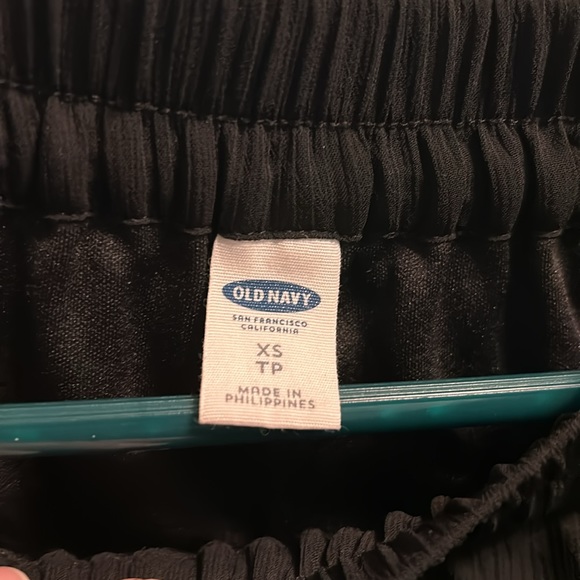 OLD NAVY
SAN FRANCISCO
CALIFORNIA
XS
TP
MADE IN
PHILIPPINES